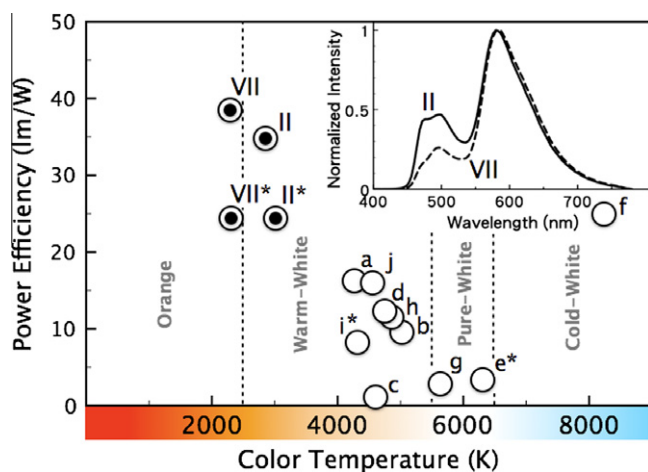 Power Efficiency (lm/W)
50
40
30
20
10
0
2000
4000
6000
8000
Color Temperature (K)
Orange
Warm-White
Pure-White
Cold-White
VII
II
VII*
II*
a
j
d
h
b
i*
c
g
e*
f
Normalized Intensity
1
0.5
0
400
500
600
700
Wavelength (nm)
II
VII